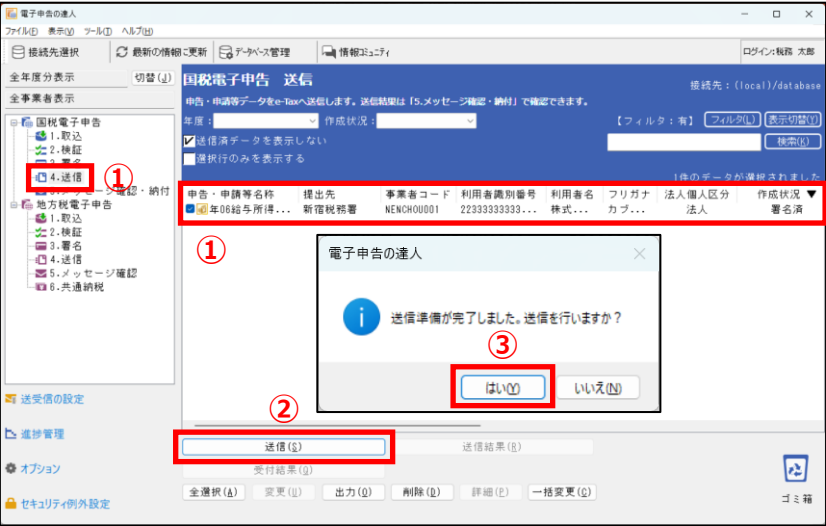 電子申告の達人
ファイル(F) 表示(V) ツール(T) ヘルプ(H)
接続先選択 最新の情報に更新 データベース管理 情報コミュニティ ログイン:税務 太郎
全年度分表示 切替(J)
全事業者表示
国税電子申告
1.取込
2.検証
3.署名
4.送信
①
5.メッセージ確認・納付
地方税電子申告
1.取込
2.検証
3.署名
4.送信
5.メッセージ確認
6.共通納税
送受信の設定
進捗管理
オプション
セキュリティ例外設定
国税電子申告 送信
接続先:(local)/database
申告・申請等データをe-Taxへ送信します。送信結果は「5.メッセージ確認・納付」で確認できます。
年度: 作成状況: 【フィルタ:有】 フィルタ(L) 表示切替(Y)
送信済データを表示しない 検索(K)
選択行のみを表示する
1件のデータが選択されました
申告・申請等名称 提出先 事業者コード 利用者識別番号 利用者名 フリガナ 法人個人区分 作成状況 ▼
年06給与所得... 新宿税務署 NENCHOU001 22333333333... 株式... カブ... 法人 署名済
①
電子申告の達人
送信準備が完了しました。送信を行いますか?
③
はい(Y) いいえ(N)
②
送信(S) 送信結果(R)
受付結果(Q)
全選択(A) 変更(U) 出力(O) 削除(D) 詳細(P) 一括変更(C)
ゴミ箱